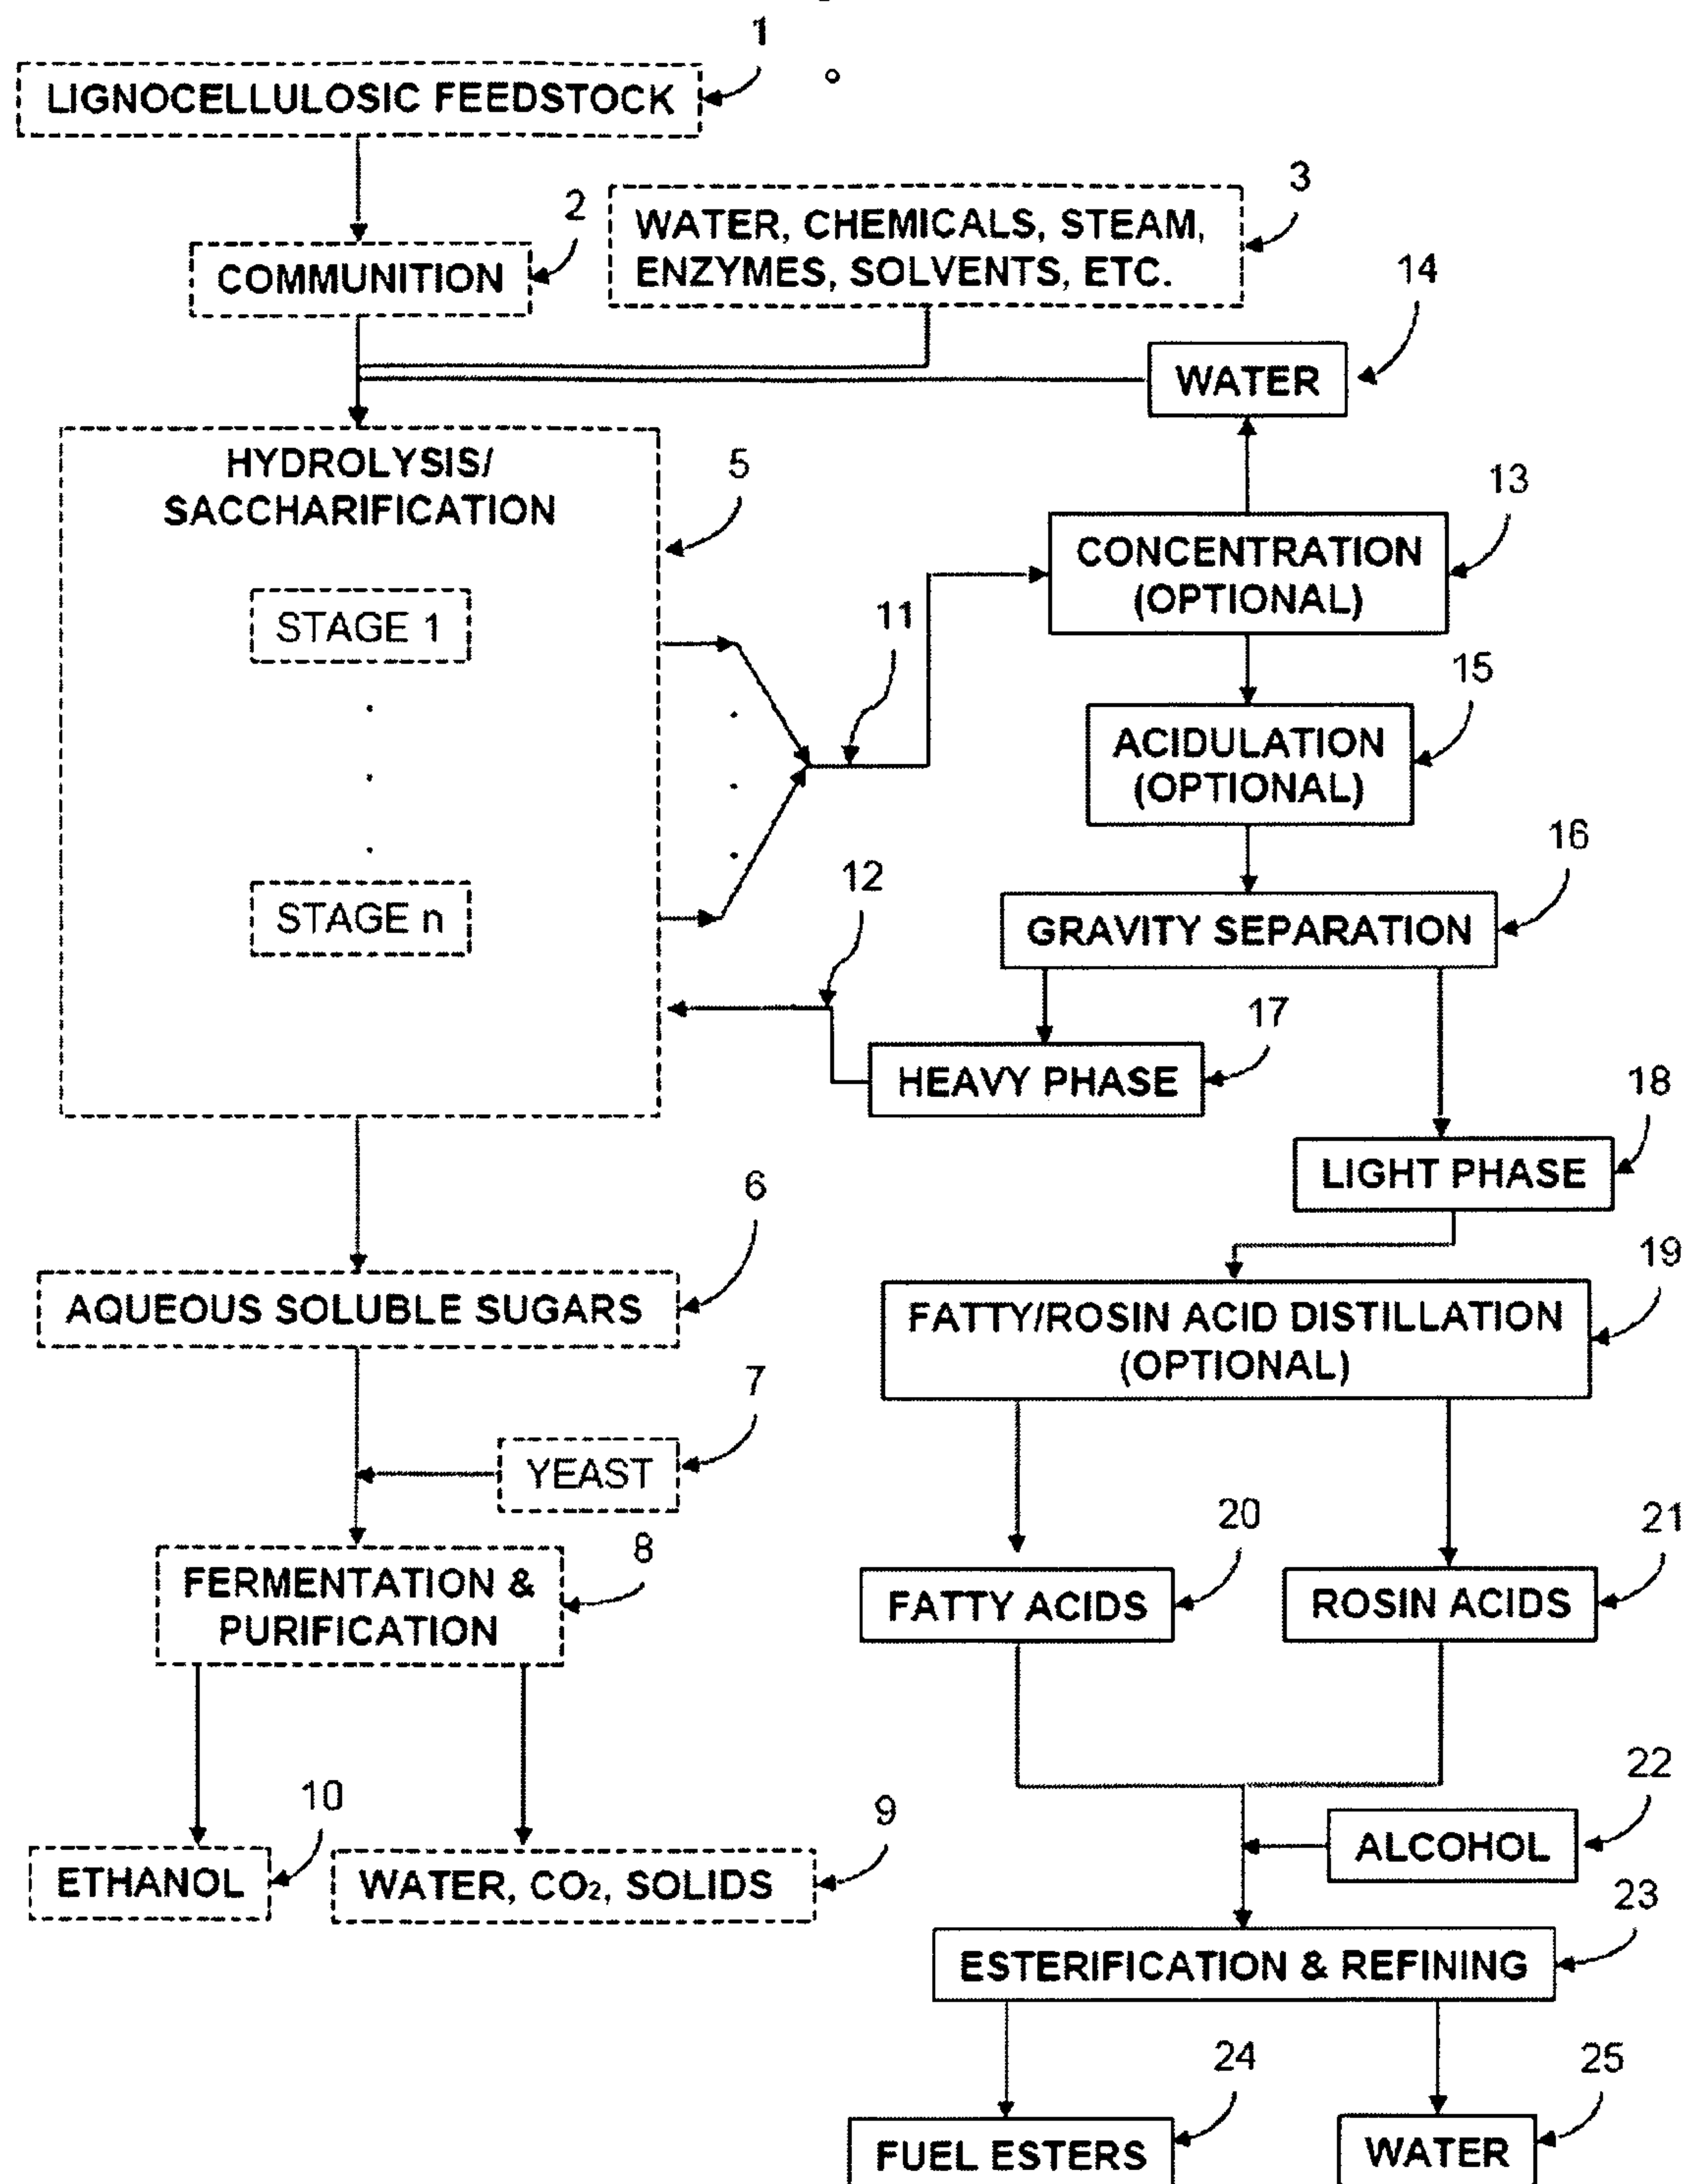 1
LIGNOCELLULOSIC FEEDSTOCK
2
COMMUNITION
3
WATER, CHEMICALS, STEAM,
ENZYMES, SOLVENTS, ETC.
14
WATER
HYDROLYSIS/
SACCHARIFICATION
5
STAGE 1
STAGE n
11
13
CONCENTRATION
(OPTIONAL)
15
ACIDULATION
(OPTIONAL)
16
GRAVITY SEPARATION
12
17
HEAVY PHASE
18
LIGHT PHASE
6
AQUEOUS SOLUBLE SUGARS
19
FATTY/ROSIN ACID DISTILLATION
(OPTIONAL)
7
YEAST
8
FERMENTATION &
PURIFICATION
20
FATTY ACIDS
21
ROSIN ACIDS
10
ETHANOL
9
WATER, CO₂, SOLIDS
22
ALCOHOL
23
ESTERIFICATION & REFINING
24
FUEL ESTERS
25
WATER